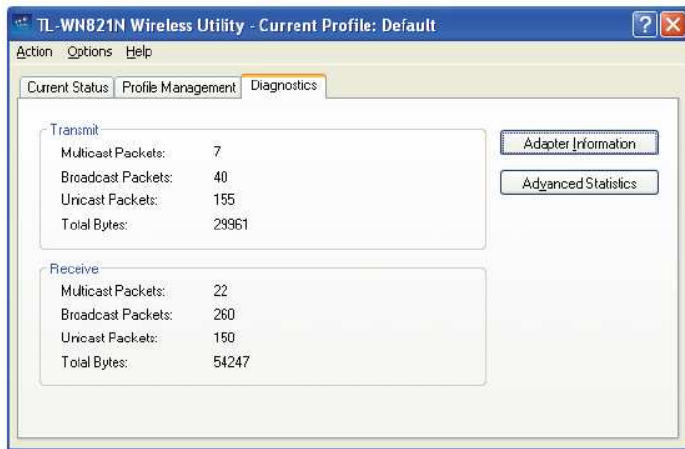 TL-WN821N Wireless Utility - Current Profile: Default
Action Options Help
Current Status Profile Management Diagnostics
Transmit
Multicast Packets: 7
Broadcast Packets: 40
Unicast Packets: 155
Total Bytes: 29961
Adapter Information
Advanced Statistics
Receive
Multicast Packets: 22
Broadcast Packets: 260
Unicast Packets: 150
Total Bytes: 54247